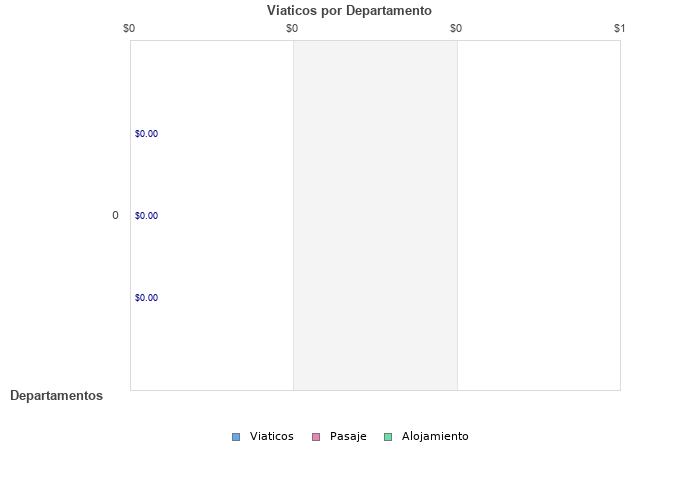 Viaticos por Departamento
$0 $0 $0 $1
$0.00
0 $0.00
$0.00
Departamentos
Viaticos Pasaje Alojamiento